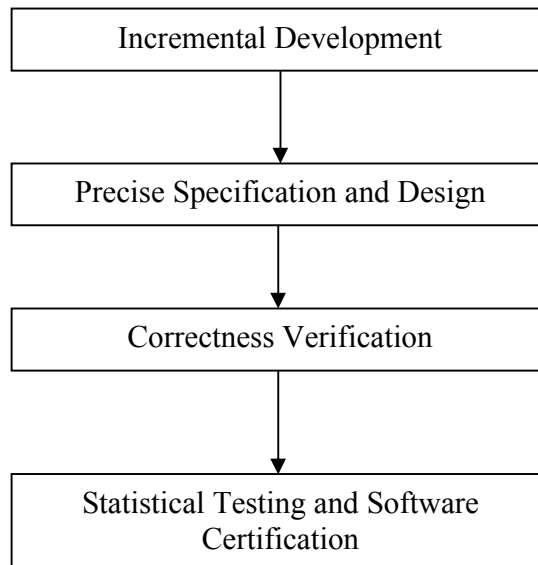 Incremental Development
Precise Specification and Design
Correctness Verification
Statistical Testing and Software
Certification